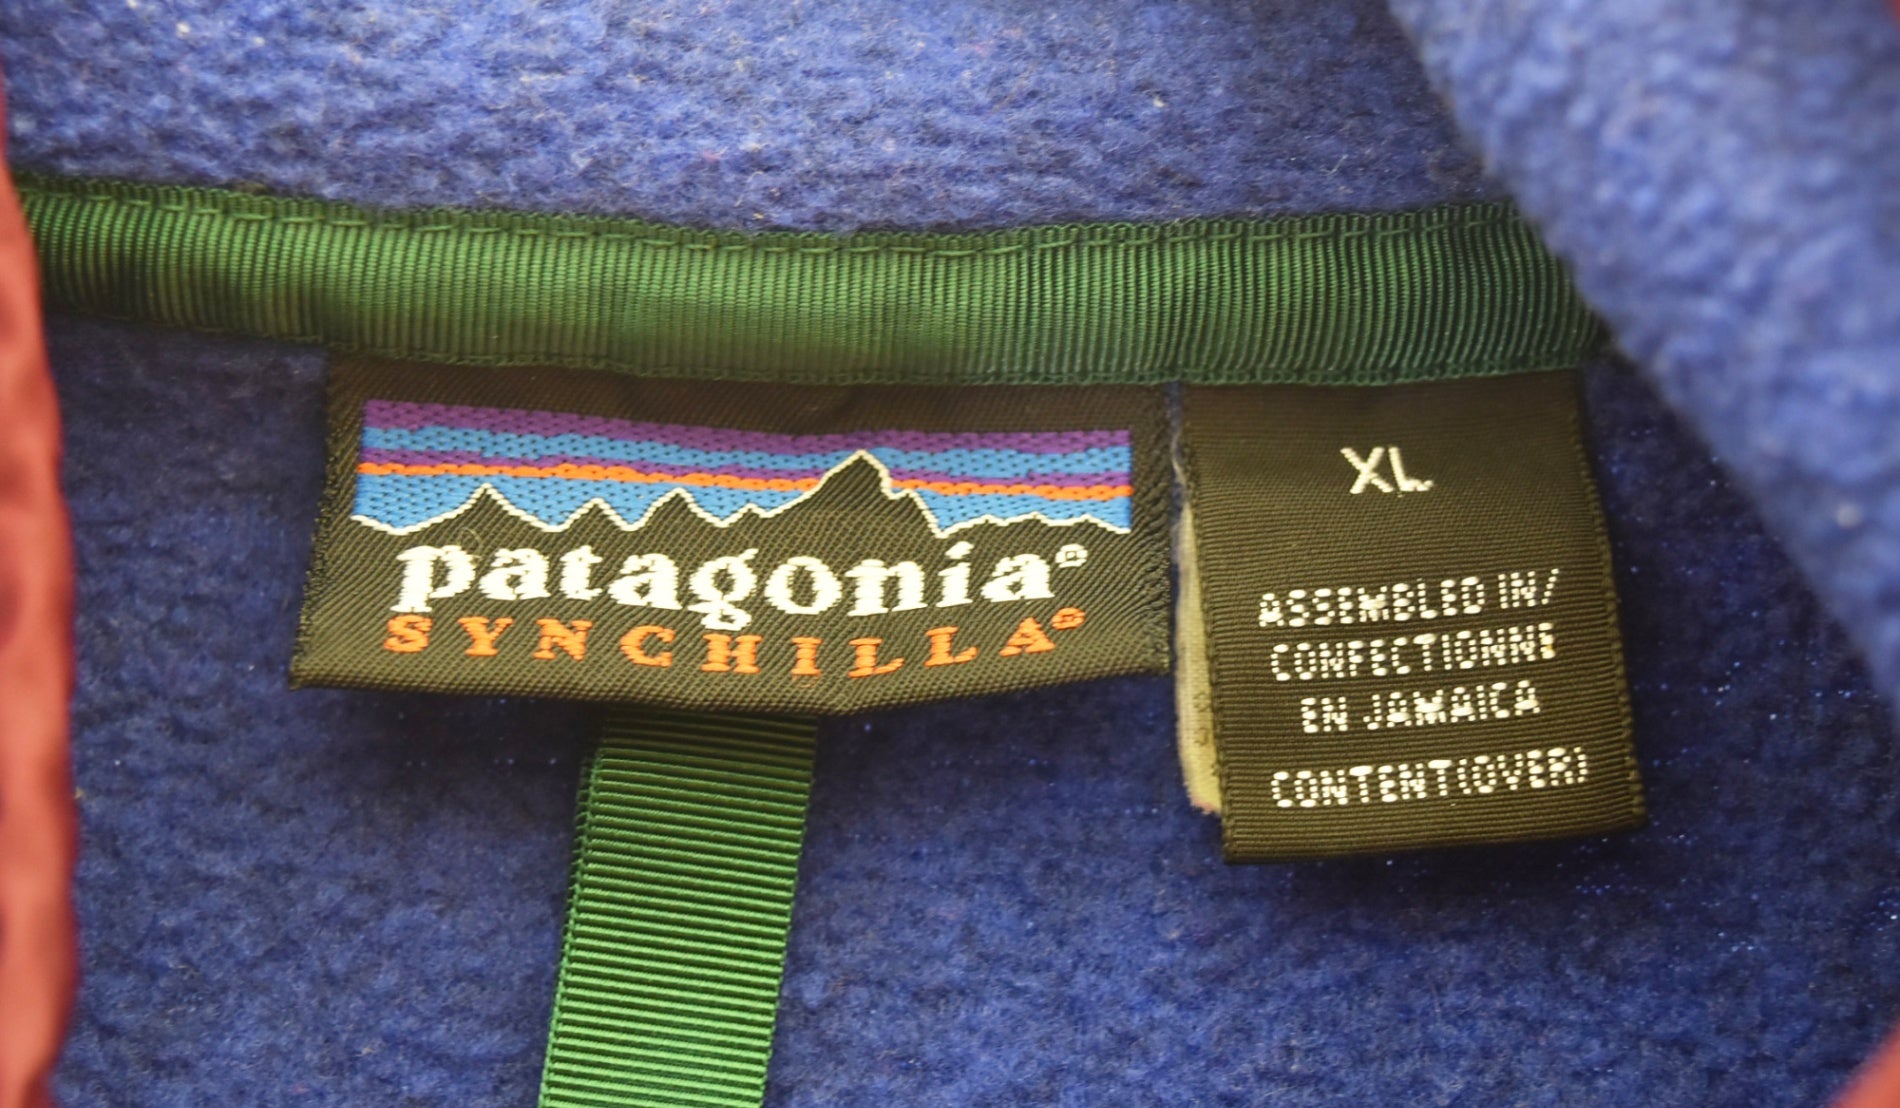 patagonia®
SYNCHILLA®
XL
ASSEMBLED IN/
CONFECTIONNE
EN JAMAICA
CONTENT(OVER)